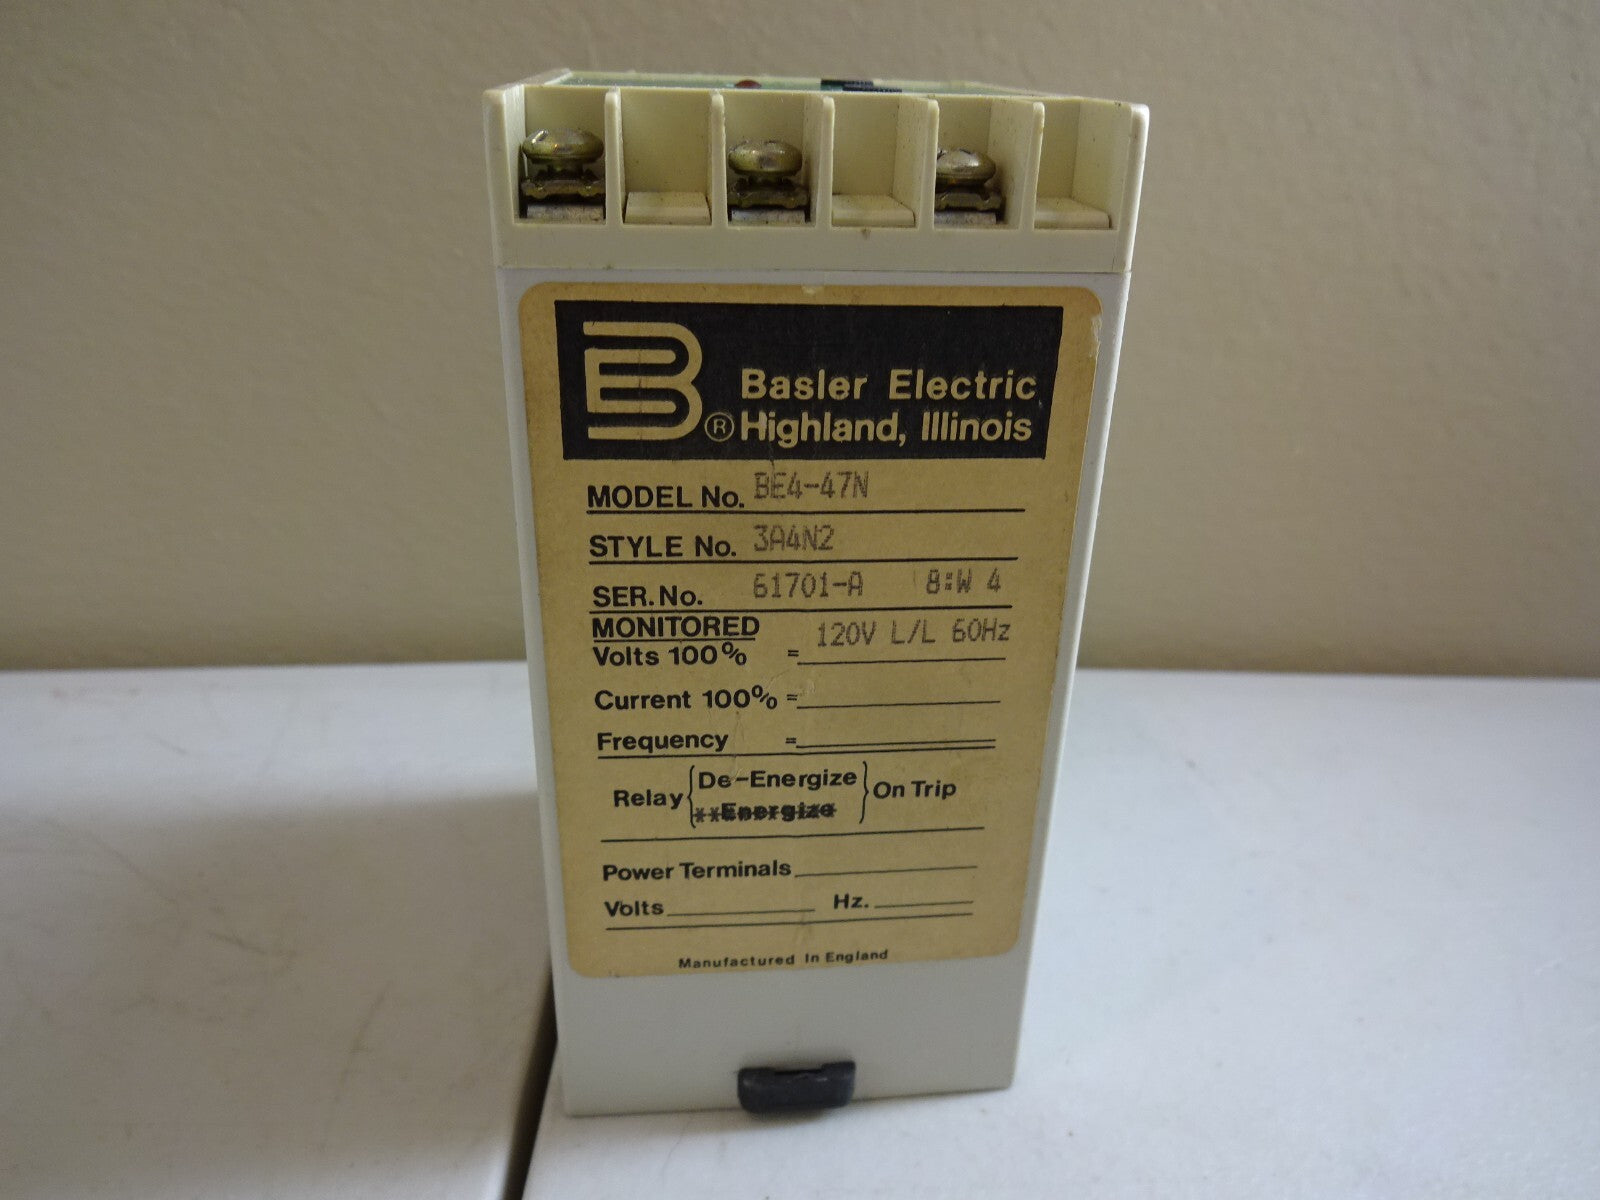 B
® Basler Electric
Highland, Illinois
MODEL No. BE4-47N
STYLE No. 3A4N2
SER. No. 61701-A 8:W 4
MONITORED
Volts 100% = 120V L/L 60Hz
Current 100% =
Frequency =
Relay { De-Energize } On Trip
**Energize
Power Terminals
Volts Hz.
Manufactured In England